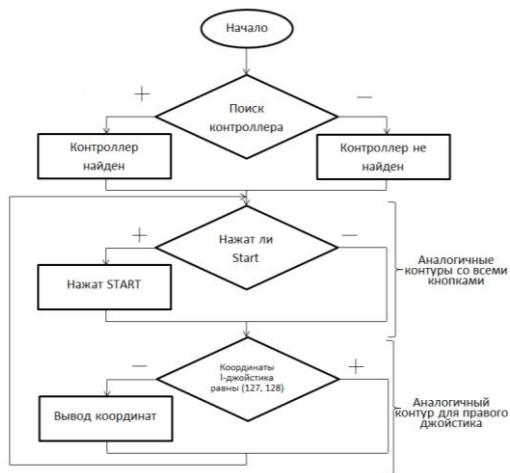 Начало
+
—
Поиск
контроллера
Контроллер
найден
Контроллер не
найден
+
—
Нажат ли
Start
Нажат START
Аналогичные
контуры со всеми
кнопками
—
+
Координаты
l-джойстика
равны (127, 128)
Вывод координат
Аналогичный
контур для правого
джойстика